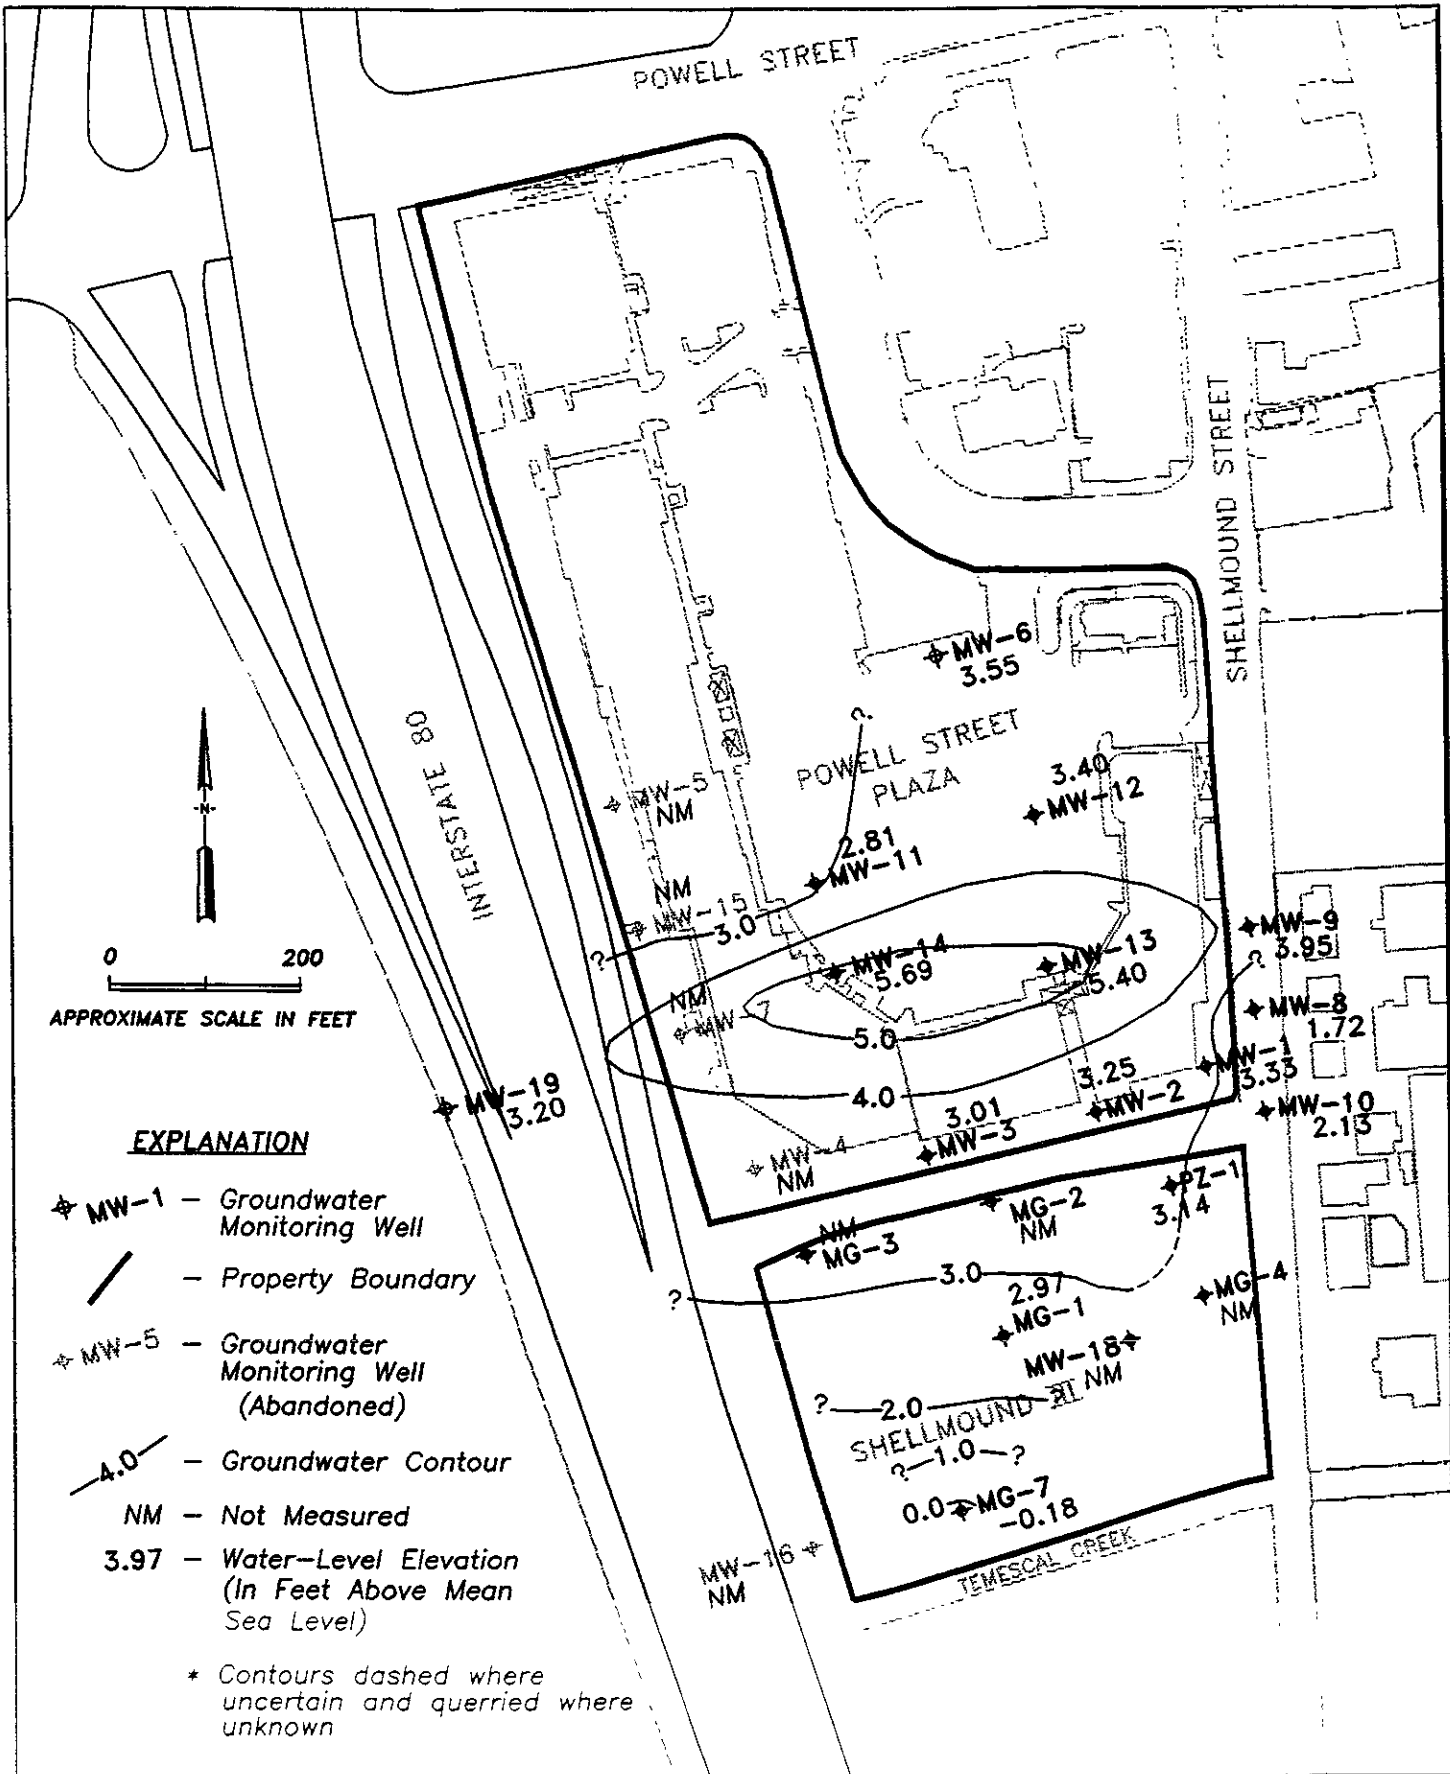 POWELL STREET
SHELLMOUND STREET
MW-6
3.55
POWELL STREET
PLAZA
?
INTERSTATE 80
-N-
MW-5
NM
3.40
MW-12
2.81
MW-11
NM
MW-15
3.0
?
MW-9
3.95
?
MW-14
5.69
MW-13
5.40
0 200
APPROXIMATE SCALE IN FEET
NM
MW-7
5.0
MW-8
1.72
MW-1
3.33
4.0
3.25
MW-2
MW-10
2.13
MW-19
3.20
3.01
MW-3
MW-4
NM
PZ-1
3.14
MG-2
NM
NM
MG-3
3.0
?
2.97
MG-1
MG-4
NM
MW-18
NM
?
2.0
?
SHELLMOUND III
?
1.0
?
0.0
MG-7
-0.18
MW-16
NM
TEMESCAL CREEK
EXPLANATION
MW-1 - Groundwater
Monitoring Well
- Property Boundary
MW-5 - Groundwater
Monitoring Well
(Abandoned)
4.0 - Groundwater Contour
NM - Not Measured
3.97 - Water-Level Elevation
(In Feet Above Mean
Sea Level)
* Contours dashed where
uncertain and querried where
unknown